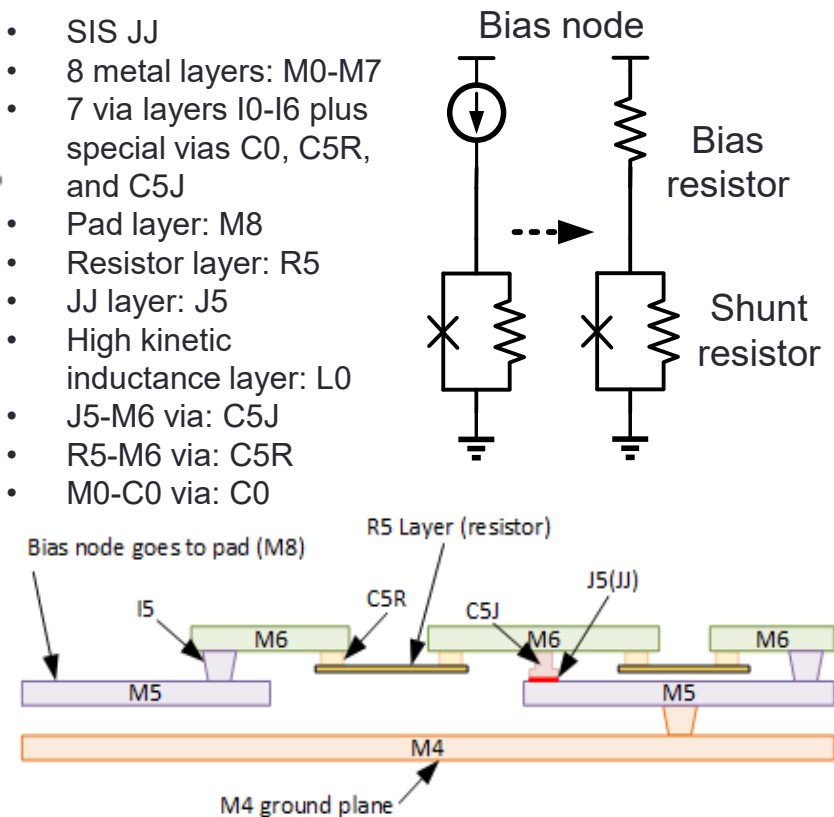 • SIS JJ
• 8 metal layers: M0-M7
• 7 via layers I0-I6 plus
special vias C0, C5R,
and C5J
• Pad layer: M8
• Resistor layer: R5
• JJ layer: J5
• High kinetic
inductance layer: L0
• J5-M6 via: C5J
• R5-M6 via: C5R
• M0-C0 via: C0
Bias node
Bias
resistor
Shunt
resistor
R5 Layer (resistor)
Bias node goes to pad (M8)
J5(JJ)
I5
C5R
C5J
M6
M6
M6
M5
M5
M4
M4 ground plane